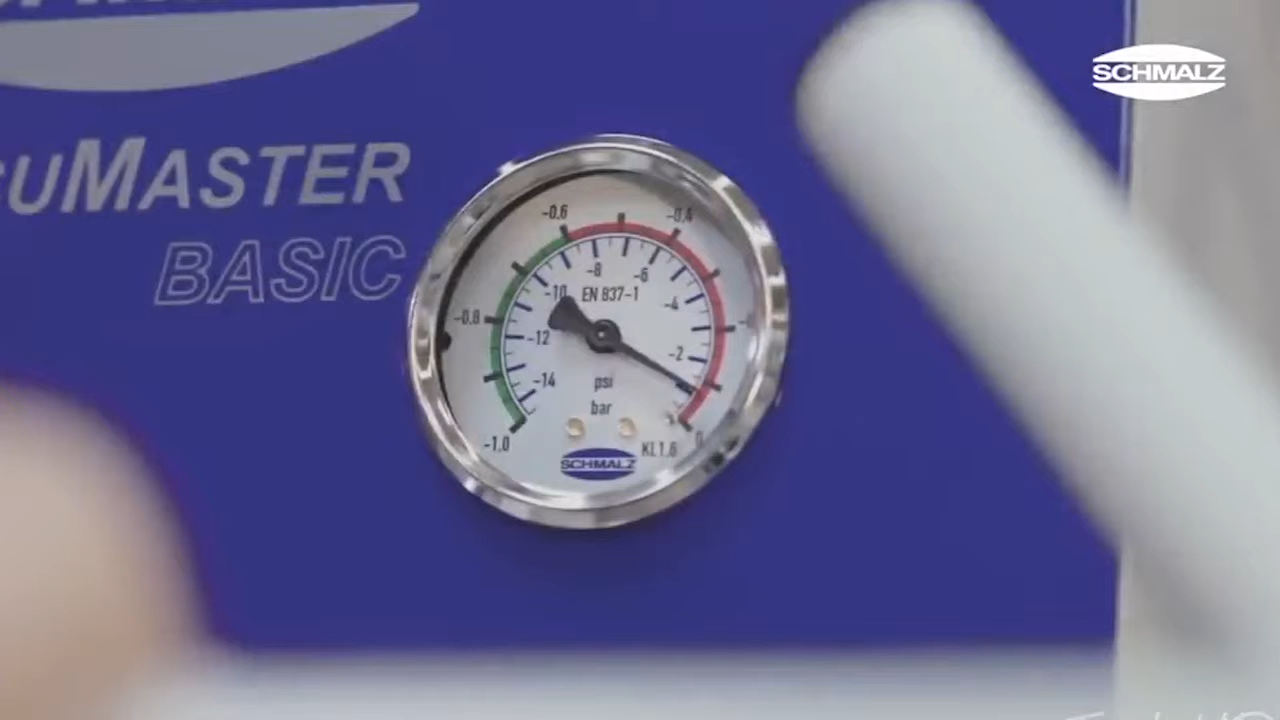 SCHMALZ
CUMASTER
BASIC
-0,6
-0,4
-8
-6
-10
EN 837-1
-4
-0,8
-12
-2
-14
psi
bar
-1,0
KL1,6
0
SCHMALZ